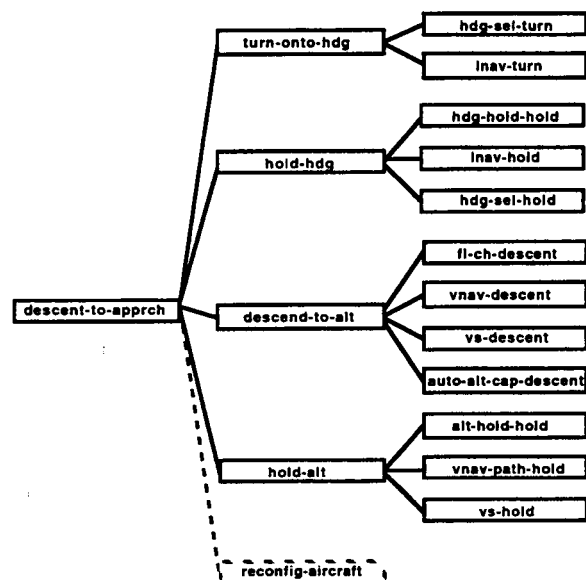 hdg-sel-turn
turn-onto-hdg
lnav-turn
hdg-hold-hold
hold-hdg
lnav-hold
hdg-sel-hold
fl-ch-descent
vnav-descent
descent-to-apprch
descend-to-alt
vs-descent
auto-alt-cap-descent
alt-hold-hold
hold-alt
vnav-path-hold
vs-hold
reconfig-aircraft